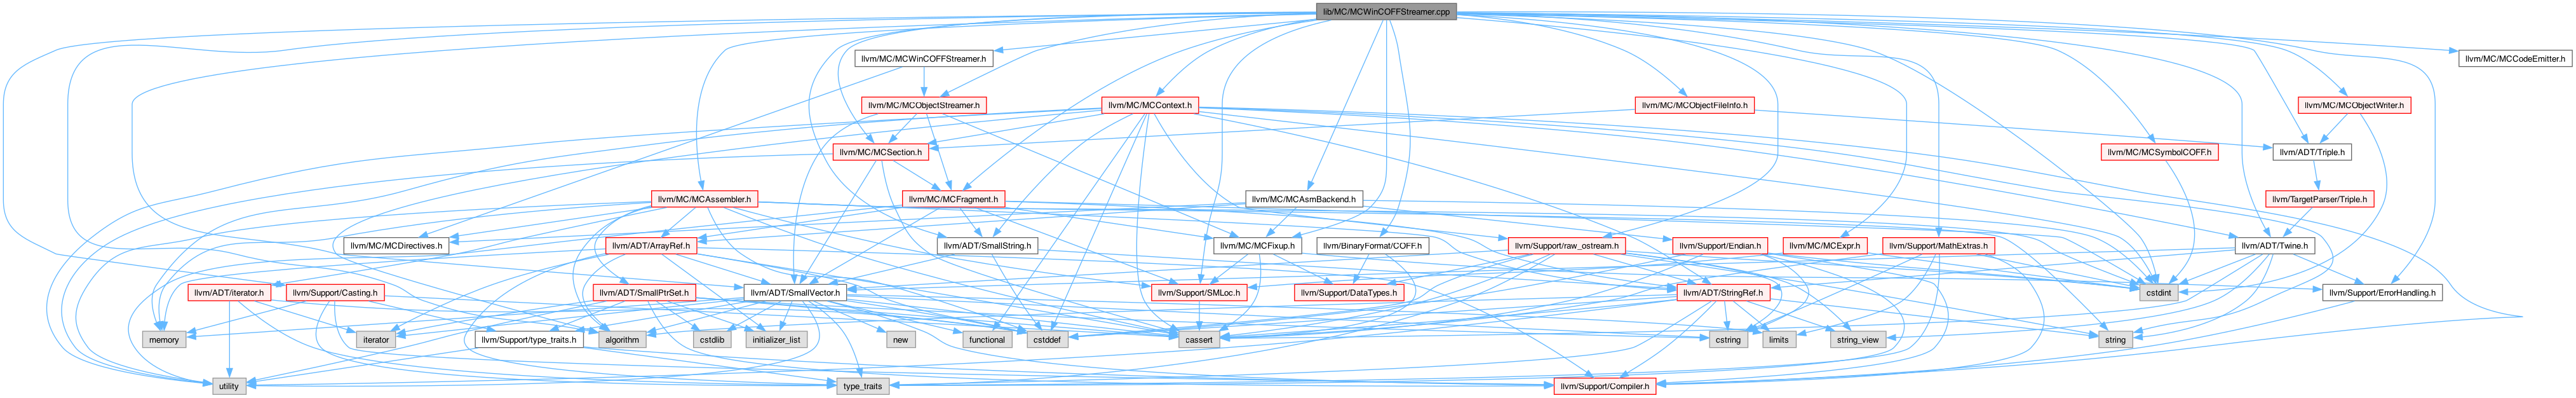 lib/MC/MCWinCOFFStreamer.cpp
llvm/MC/MCWinCOFFStreamer.h
llvm/MC/MCCodeEmitter.h
llvm/MC/MCObjectStreamer.h
llvm/MC/MCContext.h
llvm/MC/MCObjectFileInfo.h
llvm/MC/MCObjectWriter.h
llvm/MC/MCSection.h
llvm/MC/MCSymbolCOFF.h
llvm/ADT/Triple.h
llvm/MC/MCAssembler.h
llvm/MC/MCFragment.h
llvm/MC/MCAsmBackend.h
llvm/TargetParser/Triple.h
llvm/MC/MCDirectives.h
llvm/ADT/ArrayRef.h
llvm/ADT/SmallString.h
llvm/MC/MCFixup.h
llvm/BinaryFormat/COFF.h
llvm/Support/raw_ostream.h
llvm/Support/Endian.h
llvm/MC/MCExpr.h
llvm/Support/MathExtras.h
llvm/ADT/Twine.h
llvm/ADT/iterator.h
llvm/Support/Casting.h
llvm/ADT/SmallPtrSet.h
llvm/ADT/SmallVector.h
llvm/Support/SMLoc.h
llvm/Support/DataTypes.h
llvm/ADT/StringRef.h
cstdint
llvm/Support/ErrorHandling.h
memory
iterator
llvm/Support/type_traits.h
algorithm
cstdlib
initializer_list
new
functional
cstddef
cassert
cstring
limits
string_view
string
utility
type_traits
llvm/Support/Compiler.h